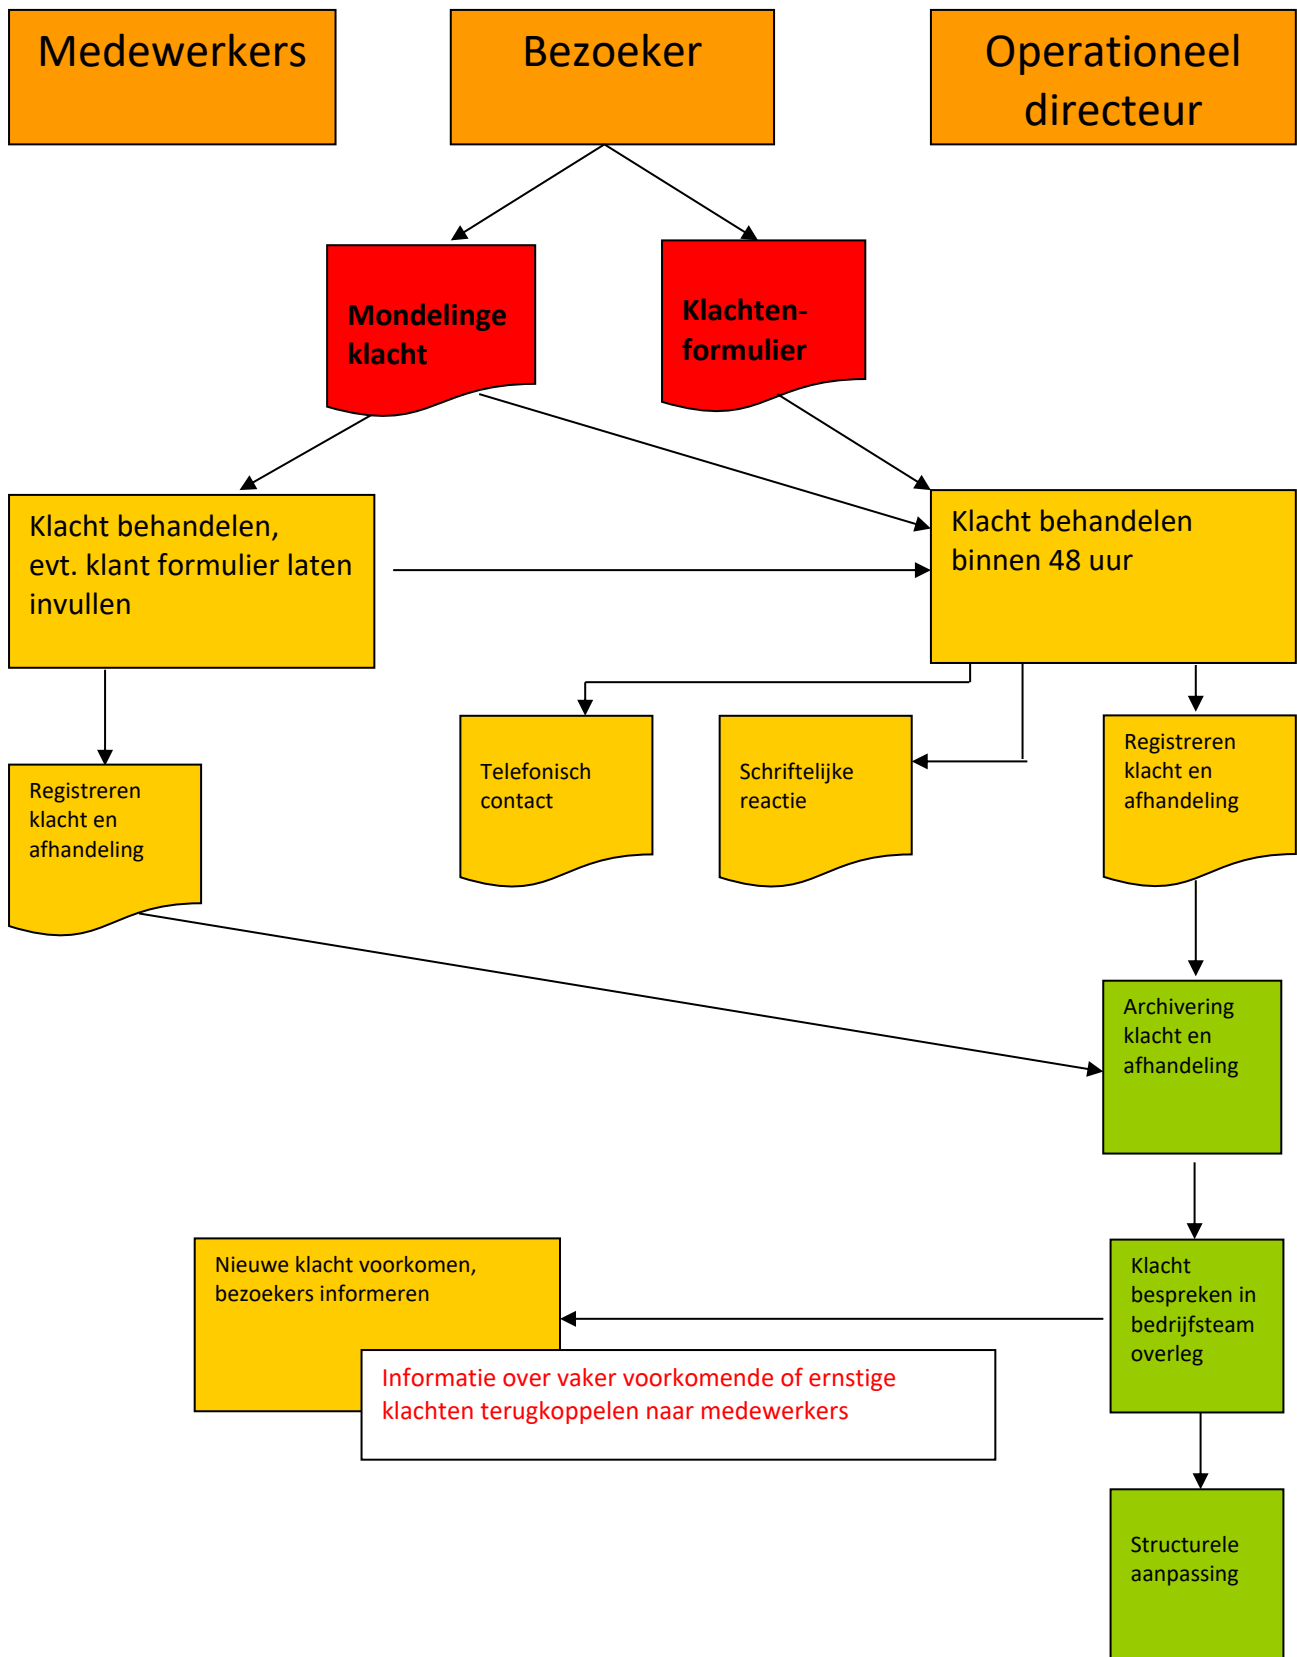 Medewerkers
Bezoeker
Operationeel
directeur
Mondelinge
klacht
Klachten-
formulier
Klacht behandelen,
evt. klant formulier laten
invullen
Klacht behandelen
binnen 48 uur
Registreren
klacht en
afhandeling
Telefonisch
contact
Schriftelijke
reactie
Registreren
klacht en
afhandeling
Archivering
klacht en
afhandeling
Nieuwe klacht voorkomen,
bezoekers informeren
Klacht
bespreken in
bedrijfsteam
overleg
Informatie over vaker voorkomende of ernstige
klachten terugkoppelen naar medewerkers
Structurele
aanpassing